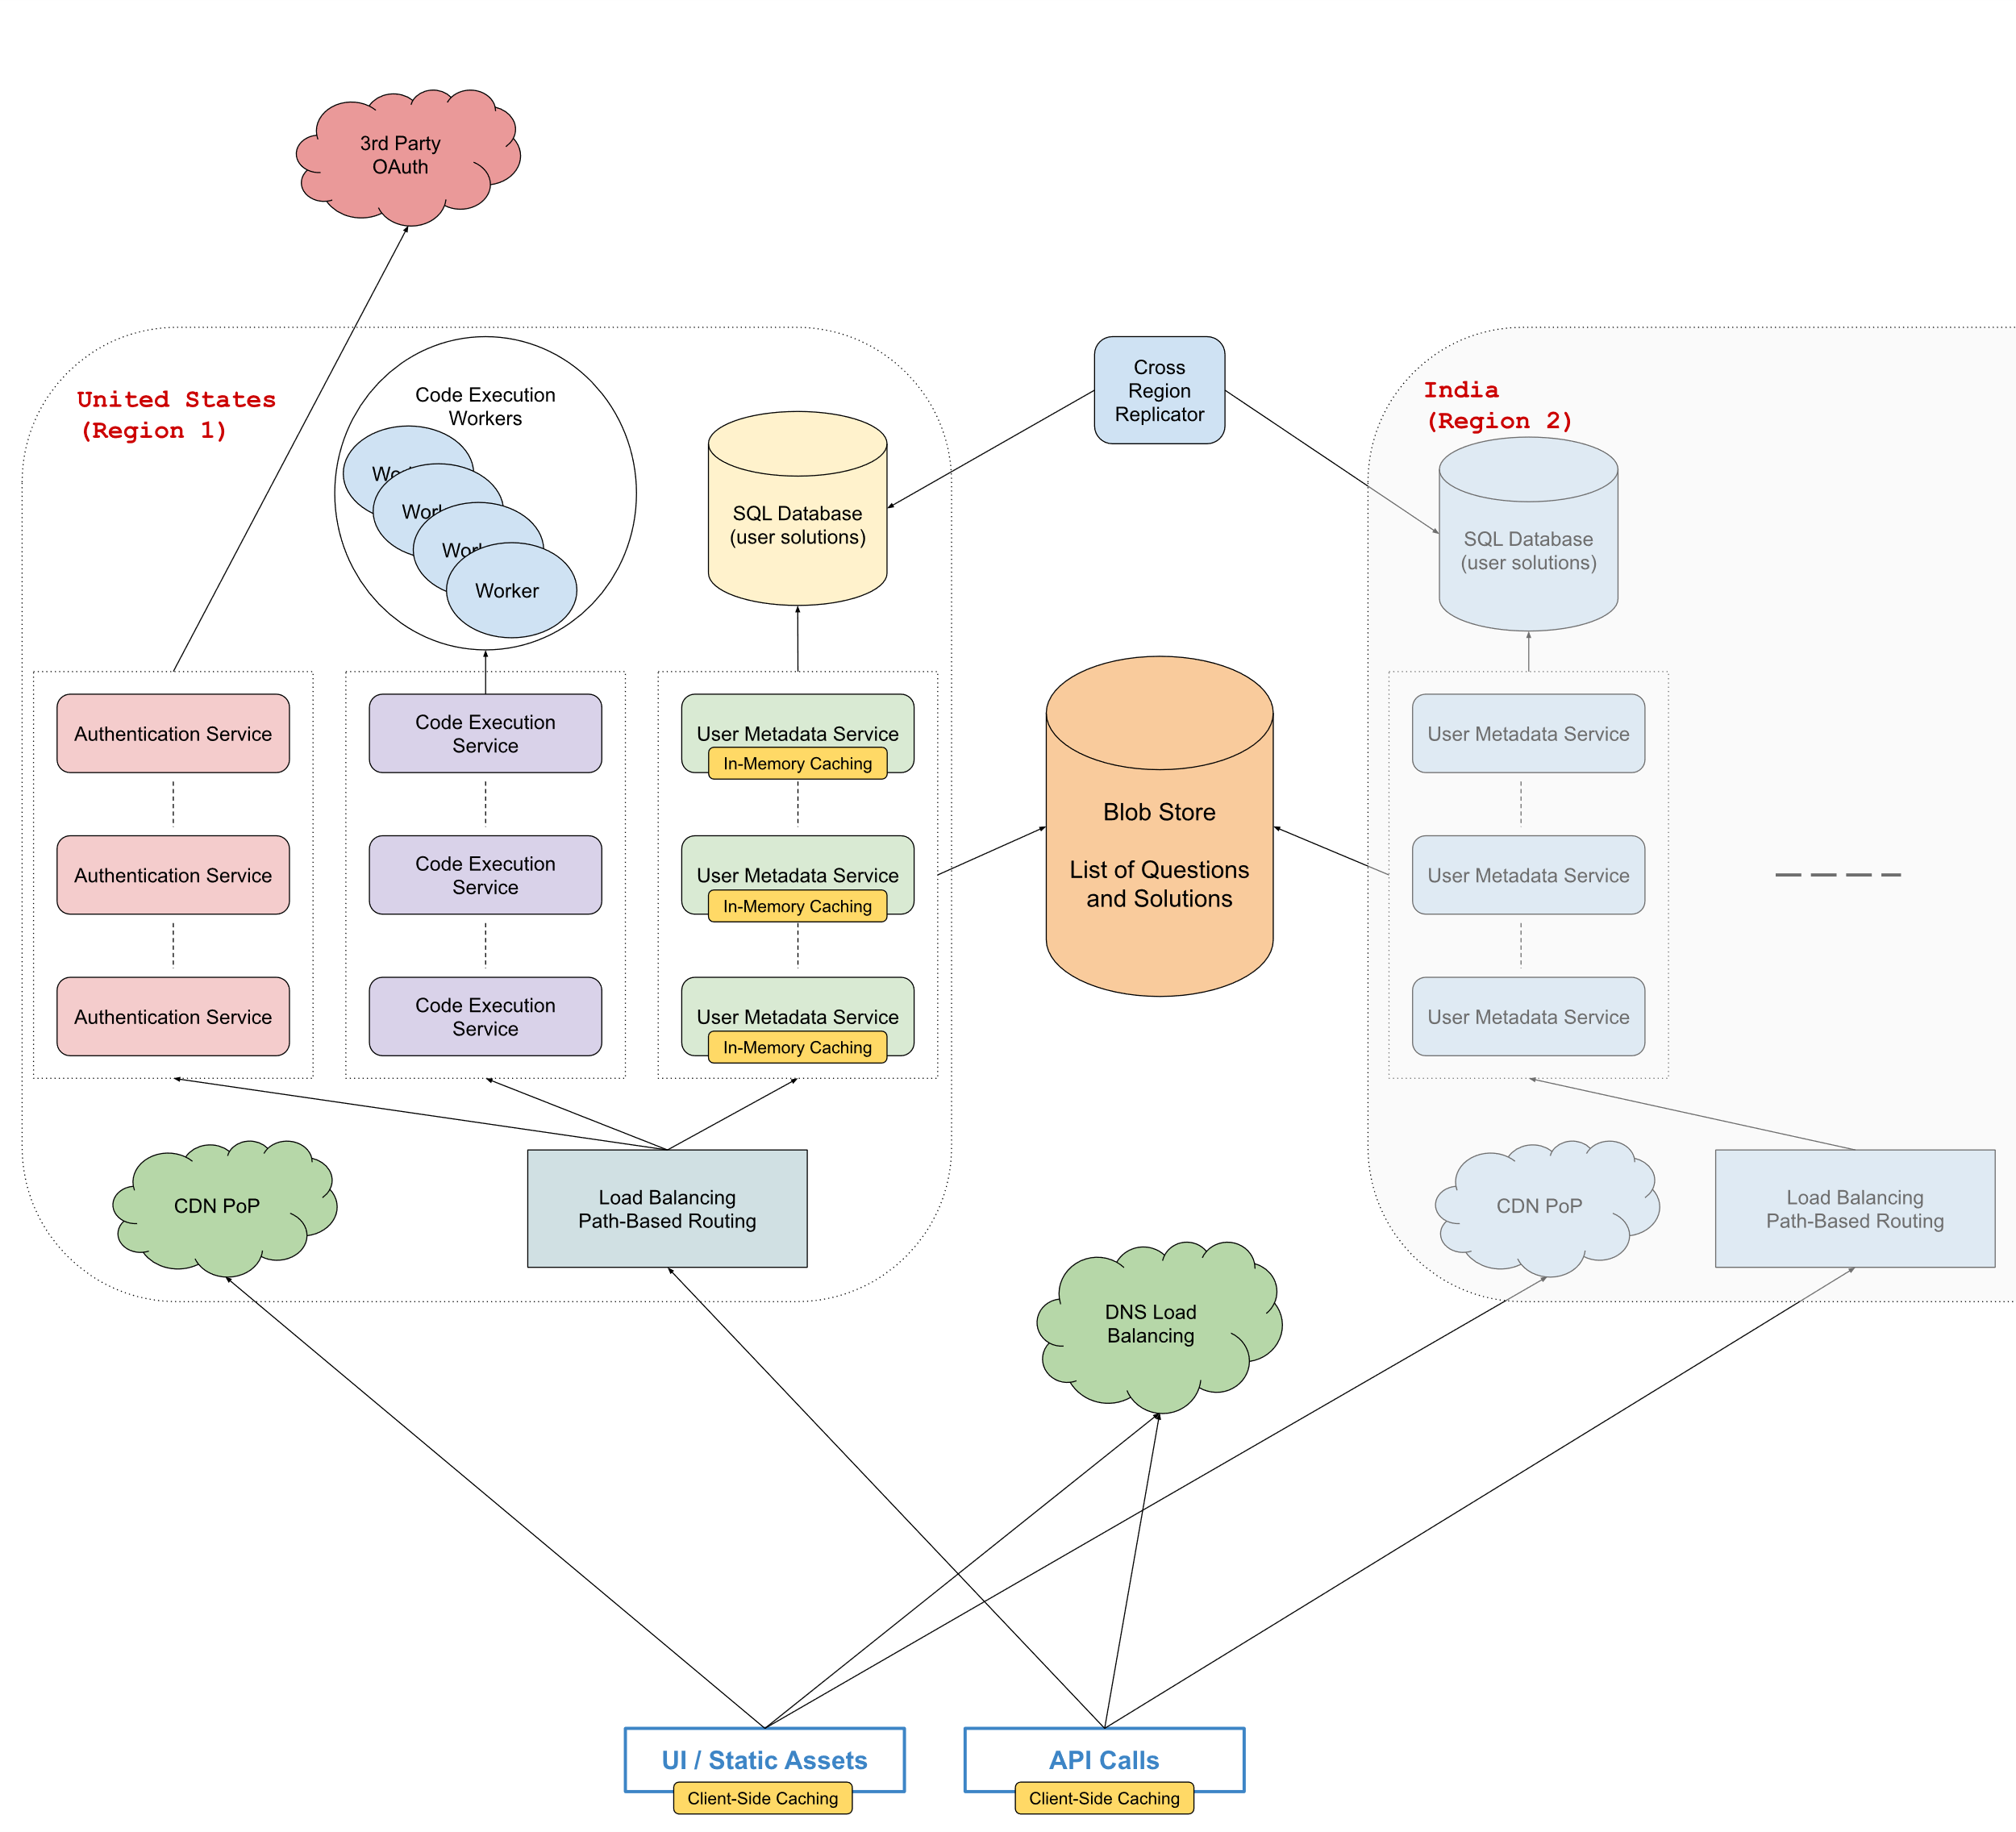 3rd Party
OAuth
United States
(Region 1)
Code Execution
Workers
Worker
SQL Database
(user solutions)
Cross
Region
Replicator
India
(Region 2)
SQL Database
(user solutions)
Authentication Service
Authentication Service
Authentication Service
Code Execution
Service
Code Execution
Service
Code Execution
Service
User Metadata Service
In-Memory Caching
User Metadata Service
In-Memory Caching
User Metadata Service
In-Memory Caching
Blob Store
List of Questions
and Solutions
User Metadata Service
User Metadata Service
User Metadata Service
CDN PoP
Load Balancing
Path-Based Routing
DNS Load
Balancing
CDN PoP
Load Balancing
Path-Based Routing
UI / Static Assets
Client-Side Caching
API Calls
Client-Side Caching